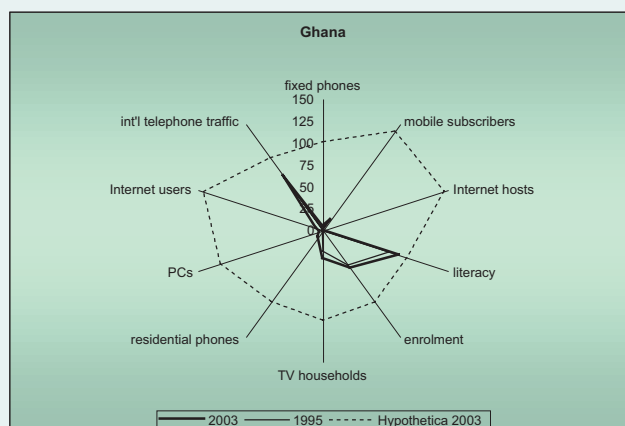 Ghana
fixed phones
150
125
100
75
50
25
0
int'l telephone traffic
mobile subscribers
Internet users
Internet hosts
PCs
literacy
residential phones
enrolment
TV households
2003 1995 Hypothetica 2003